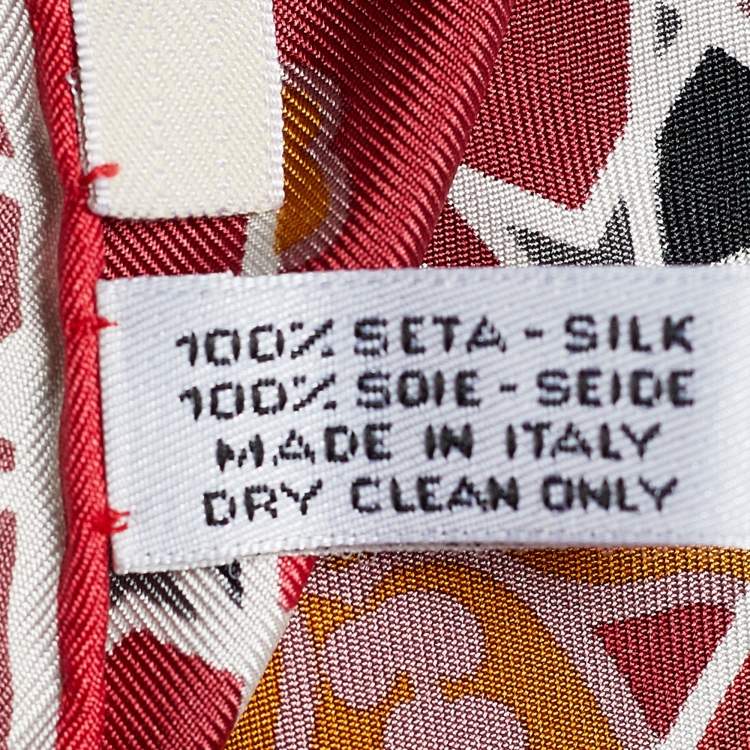 100% SETA - SILK
100% SOIE - SEIDE
MADE IN ITALY
DRY CLEAN ONLY